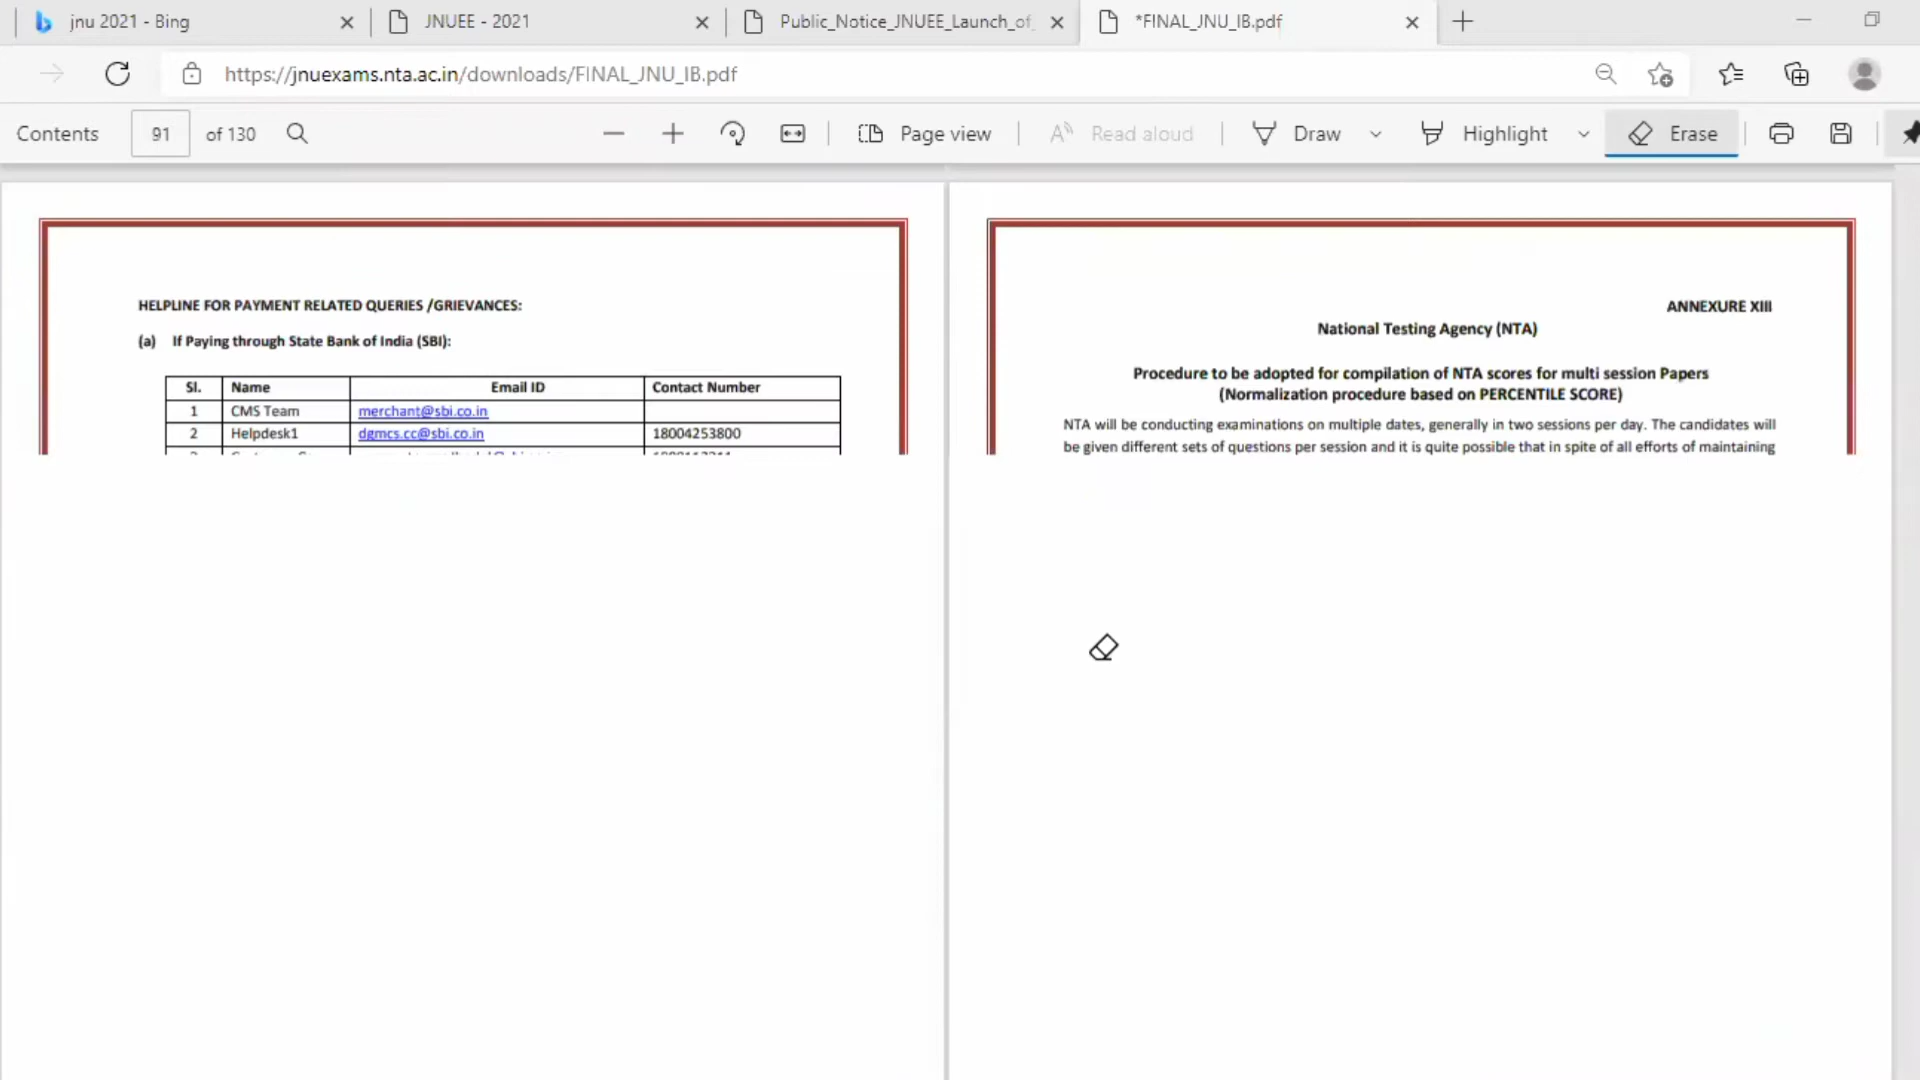 jnu 2021 - Bing
JNUEE - 2021
Public_Notice_JNUEE_Launch_of
*FINAL_JNU_IB.pdf
https://jnuexams.nta.ac.in/downloads/FINAL_JNU_IB.pdf
Contents
91
of 130
Page view
Read aloud
Draw
Highlight
Erase
HELPLINE FOR PAYMENT RELATED QUERIES /GRIEVANCES:
(a) If Paying through State Bank of India (SBI):
Sl. Name Email ID Contact Number
1 CMS Team merchant@sbi.co.in
2 Helpdesk1 dgmcs.cc@sbi.co.in 18004253800
ANNEXURE XIII
National Testing Agency (NTA)
Procedure to be adopted for compilation of NTA scores for multi session Papers
(Normalization procedure based on PERCENTILE SCORE)
NTA will be conducting examinations on multiple dates, generally in two sessions per day. The candidates will
be given different sets of questions per session and it is quite possible that in spite of all efforts of maintaining